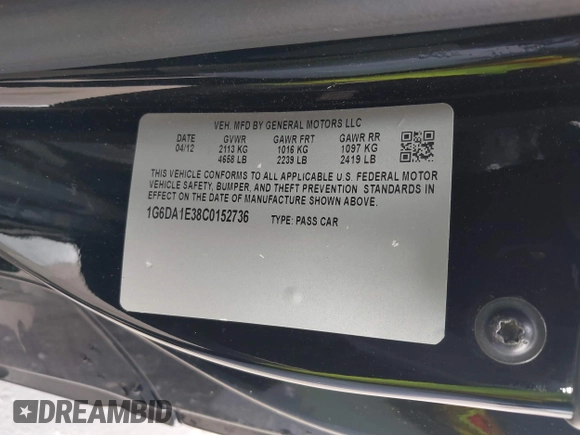 VEH. MFD BY GENERAL MOTORS LLC
DATE GVWR GAWR FRT GAWR RR
04/12 2113 KG 1016 KG 1097 KG
4658 LB 2239 LB 2419 LB
THIS VEHICLE CONFORMS TO ALL APPLICABLE U.S. FEDERAL MOTOR
VEHICLE SAFETY, BUMPER, AND THEFT PREVENTION STANDARDS IN
EFFECT ON THE DATE OF MANUFACTURE SHOWN ABOVE.
1G6DA1E38C0152736 TYPE: PASS CAR
DREAMBID